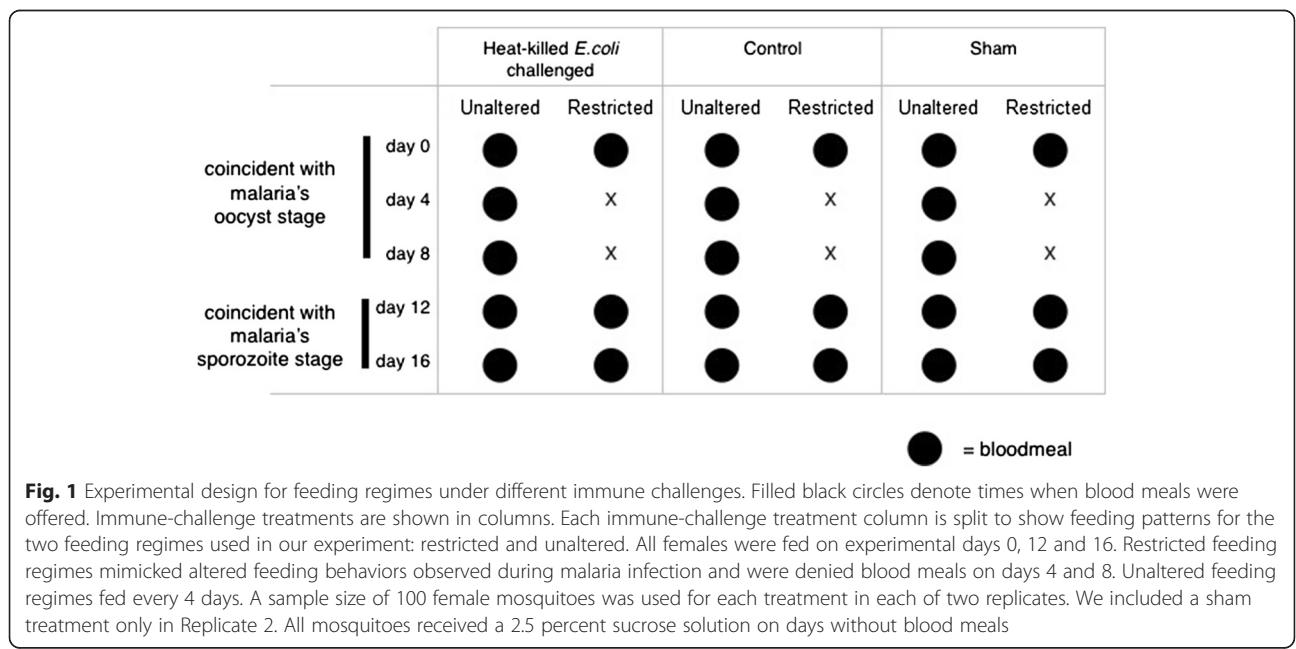 Heat-killed E.coli challenged Control Sham
Unaltered Restricted Unaltered Restricted Unaltered Restricted
coincident with
malaria's
oocyst stage
day 0
day 4 X X X
day 8 X X X
coincident with
malaria's
sporozoite stage
day 12
day 16
= bloodmeal
Fig. 1 Experimental design for feeding regimes under different immune challenges. Filled black circles denote times when blood meals were
offered. Immune-challenge treatments are shown in columns. Each immune-challenge treatment column is split to show feeding patterns for the
two feeding regimes used in our experiment: restricted and unaltered. All females were fed on experimental days 0, 12 and 16. Restricted feeding
regimes mimicked altered feeding behaviors observed during malaria infection and were denied blood meals on days 4 and 8. Unaltered feeding
regimes fed every 4 days. A sample size of 100 female mosquitoes was used for each treatment in each of two replicates. We included a sham
treatment only in Replicate 2. All mosquitoes received a 2.5 percent sucrose solution on days without blood meals